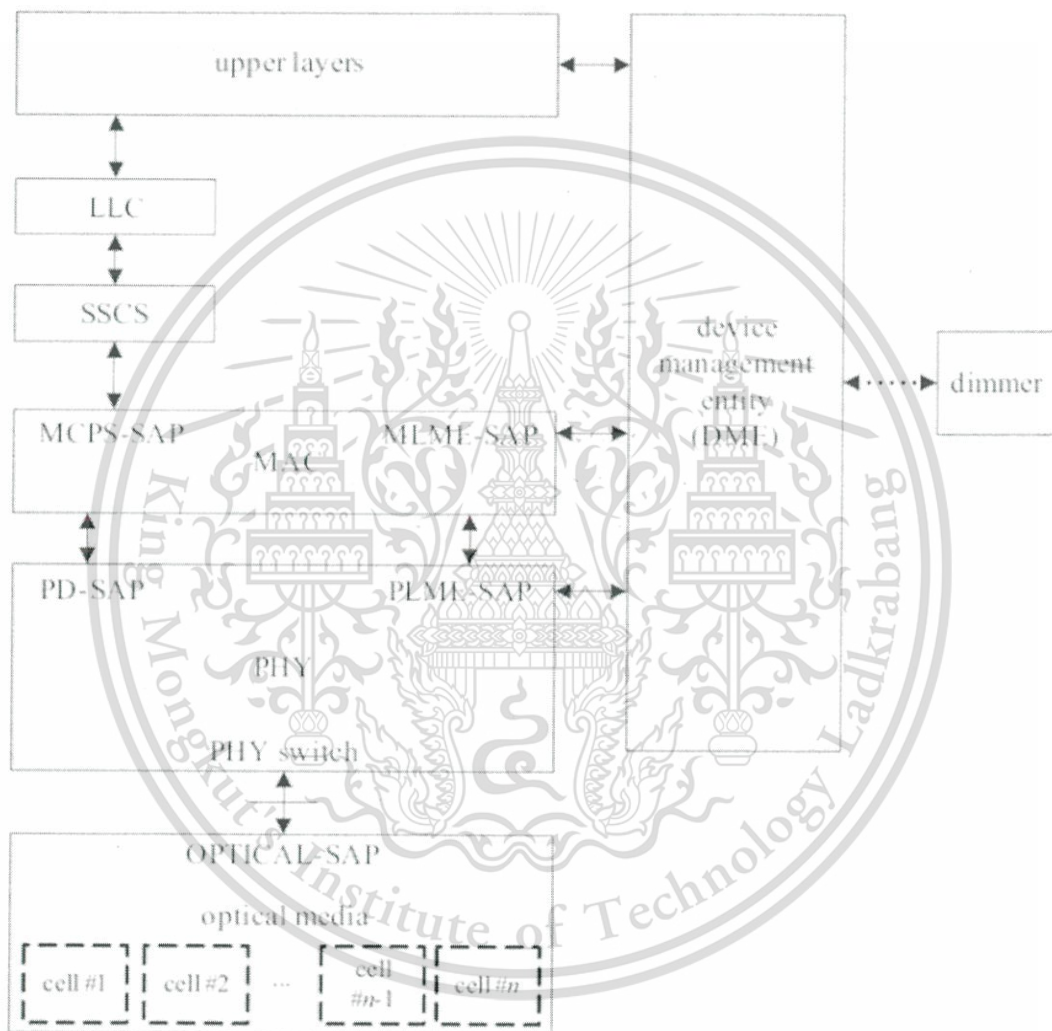 upper layers
LLC
SSCS
MCPS-SAP
MLME-SAP
MAC
PD-SAP
PLME-SAP
PHY
PHY switch
OPTICAL-SAP
optical media
cell #1
cell #2
...
cell
#n-1
cell #n
device
management
entity
(DME)
dimmer
King Mongkut's Institute of Technology Ladkrabang